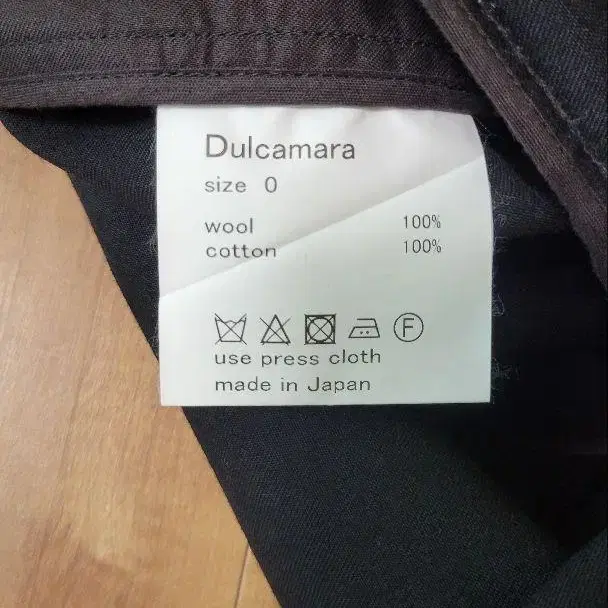 Dulcamara
size 0
wool 100%
cotton 100%
F
use press cloth
made in Japan